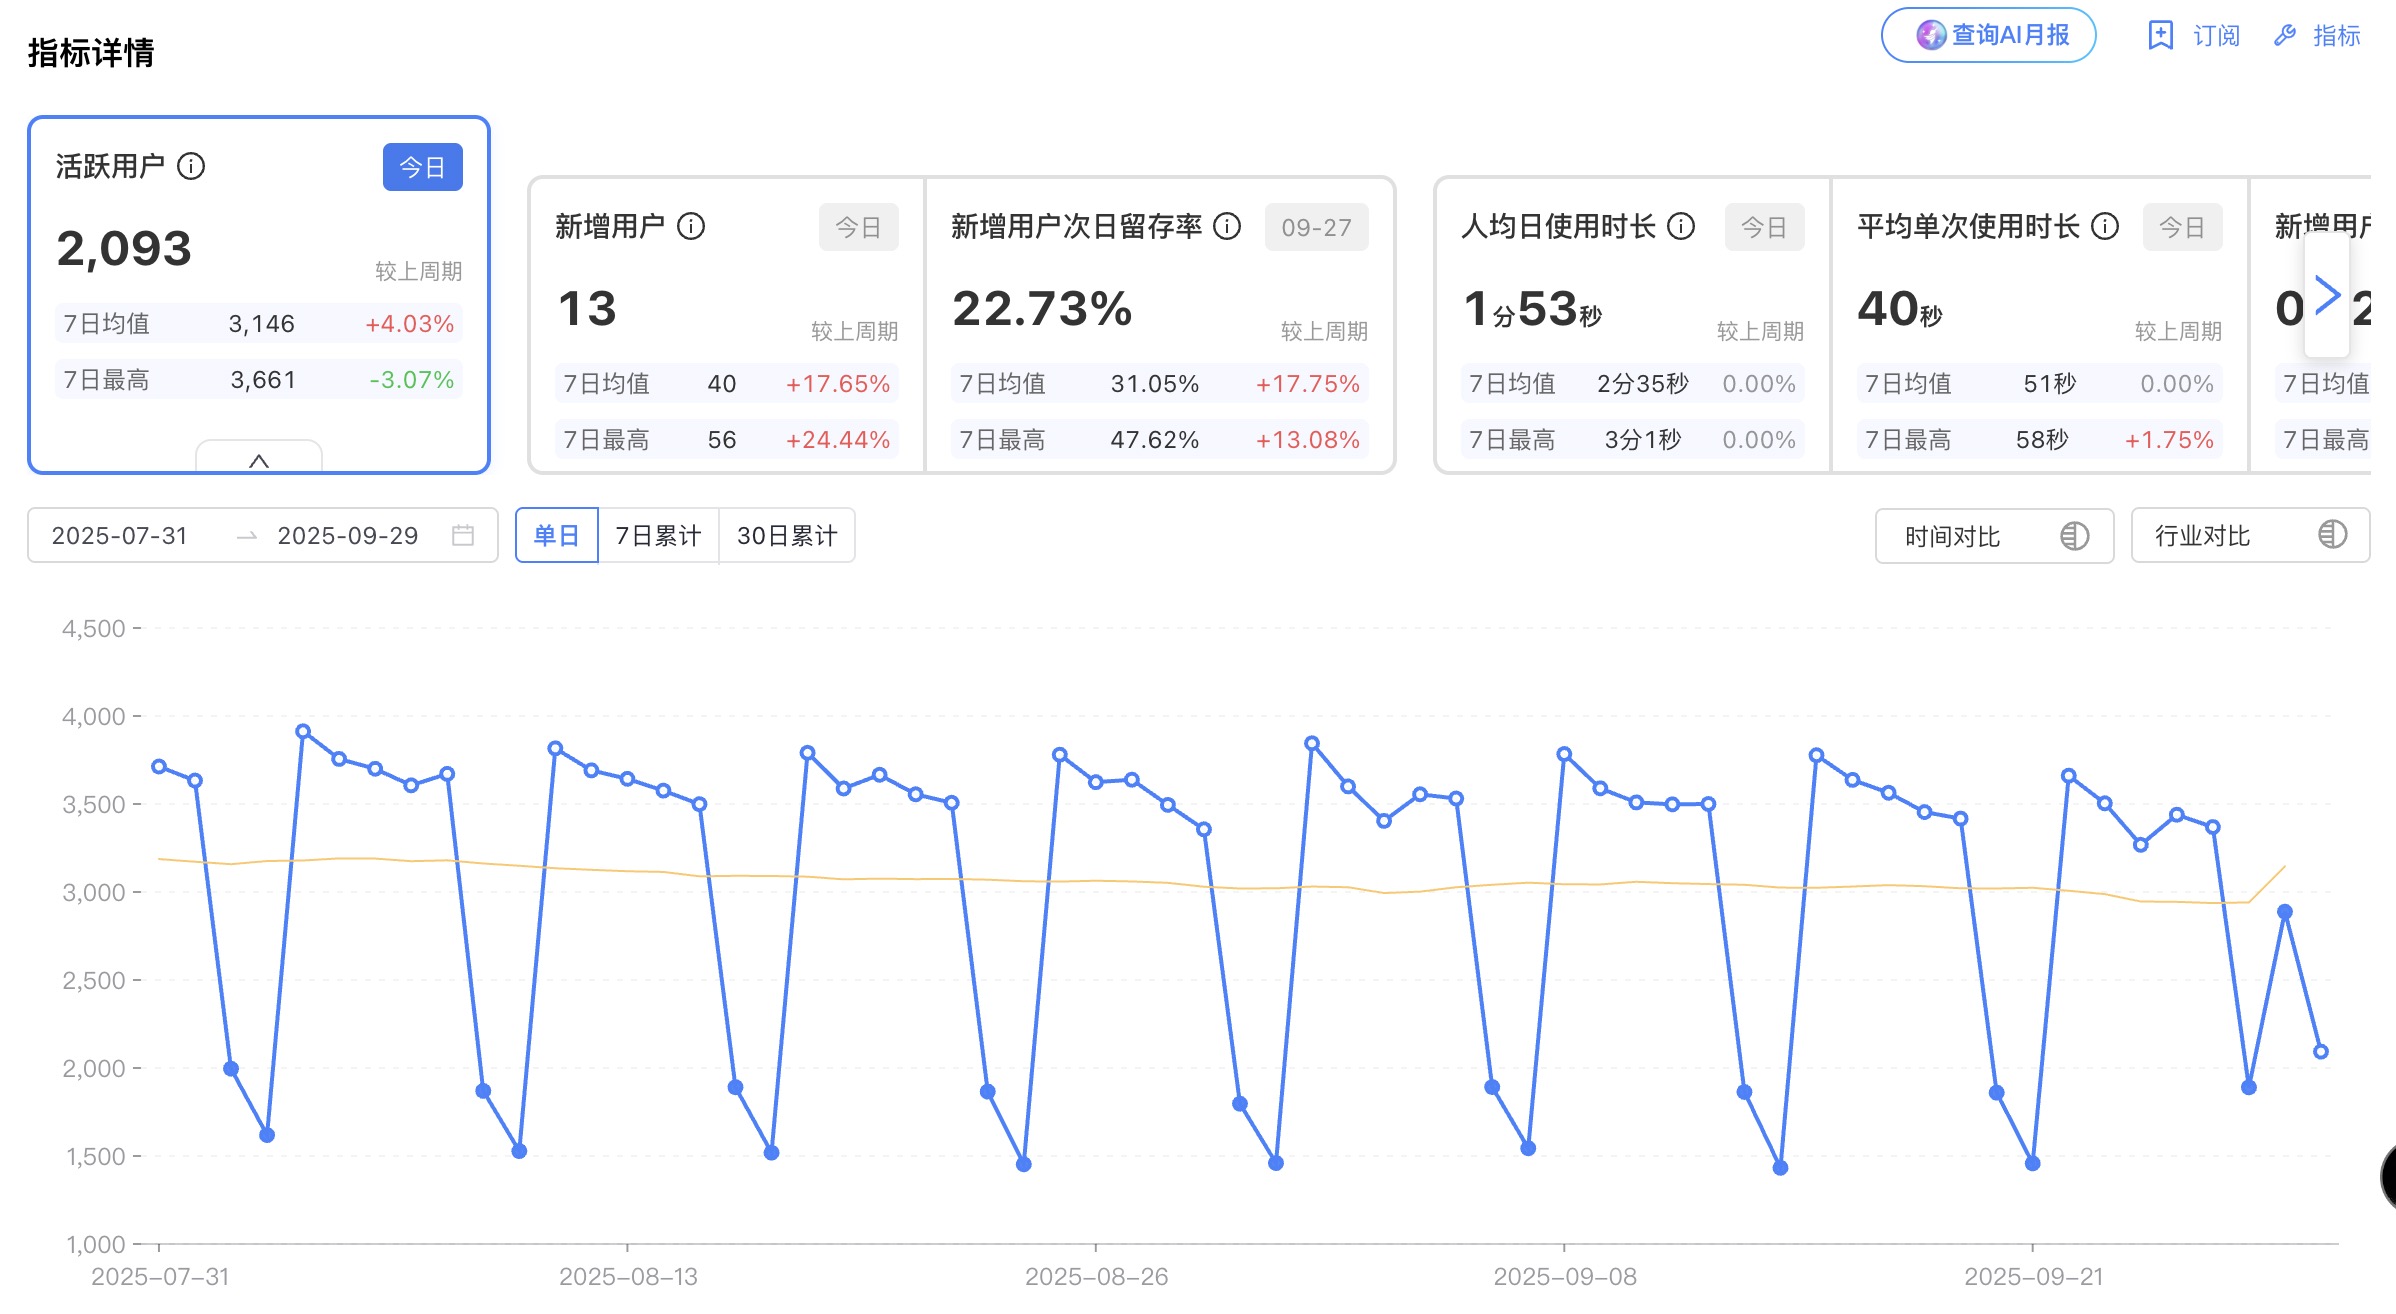 指标详情
查询AI月报
订阅
指标
活跃用户
今日
2,093
较上周期
7日均值 3,146 +4.03%
7日最高 3,661 -3.07%
新增用户
今日
13
较上周期
7日均值 40 +17.65%
7日最高 56 +24.44%
新增用户次日留存率
09-27
22.73%
较上周期
7日均值 31.05% +17.75%
7日最高 47.62% +13.08%
人均日使用时长
今日
1分53秒
较上周期
7日均值 2分35秒 0.00%
7日最高 3分1秒 0.00%
平均单次使用时长
今日
40秒
较上周期
7日均值 51秒 0.00%
7日最高 58秒 +1.75%
新增用户
7日均值
7日最高
2025-07-31 → 2025-09-29
单日
7日累计
30日累计
时间对比
行业对比
4,500
4,000
3,500
3,000
2,500
2,000
1,500
1,000
2025-07-31
2025-08-13
2025-08-26
2025-09-08
2025-09-21